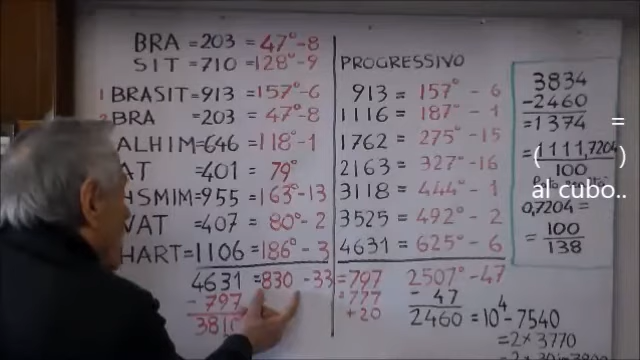 BRA = 203 = 47° - 8
SIT = 710 = 128° - 9
1 BRASIT = 913 = 157° - 6
BRA = 203 = 47° - 8
ALHIM = 646 = 118° - 1
AT = 401 = 79°
HSMIM = 955 = 163° - 13
VAT = 407 = 80° - 2
HART = 1106 = 186° - 3
4631 = 830 - 33 = 797
- 797
777
+ 20
PROGRESSIVO
913 = 157° - 6
1116 = 187° - 1
1762 = 275° - 15
2163 = 327° - 16
3118 = 444° - 1
3525 = 492° - 2
4631 = 625° - 6
2507° - 47
- 47
2460 = 10⁴ - 7540
= 2 x 3770
3834
- 2460
= 1374
= (1111,7204)
100
=
al cubo..
0,7204 =
= 100
138